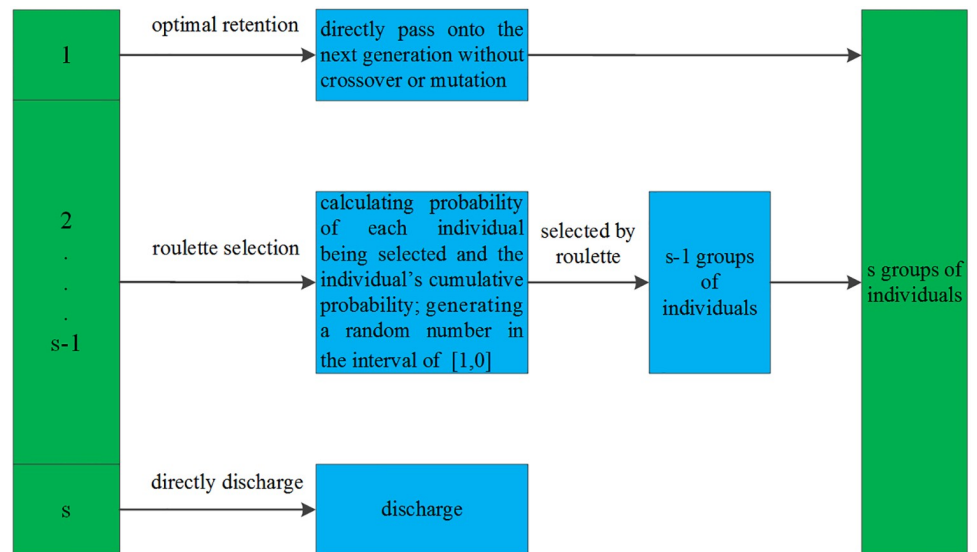 1
optimal retention
directly pass onto the
next generation without
crossover or mutation
2
.
.
.
s-1
roulette selection
calculating probability
of each individual
being selected and the
individual's cumulative
probability; generating
a random number in
the interval of [1,0]
selected by
roulette
s-1 groups
of
individuals
s groups of
individuals
s
directly discharge
discharge